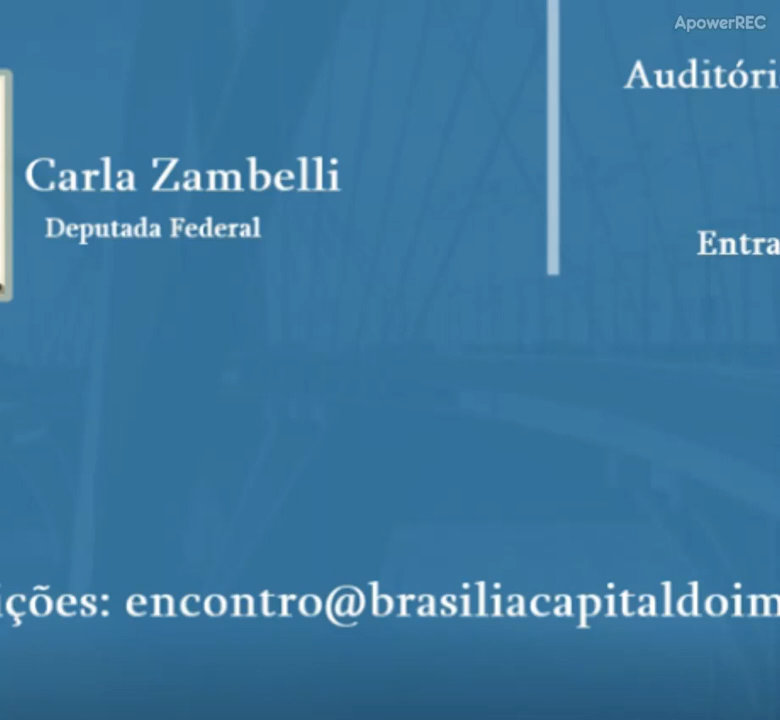 ApowerREC
Auditóri
Carla Zambelli
Deputada Federal
Entra
ições: encontro@brasiliacapitaldoim